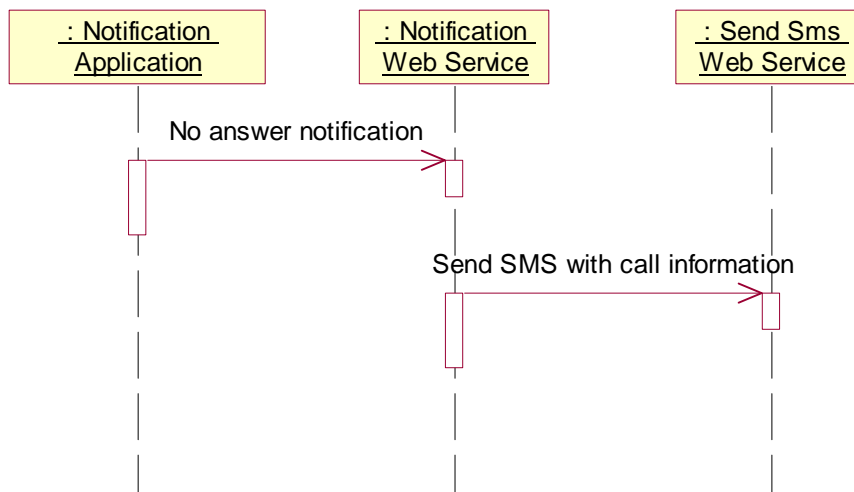 : Notification
Application
: Notification
Web Service
: Send Sms
Web Service
No answer notification
Send SMS with call information